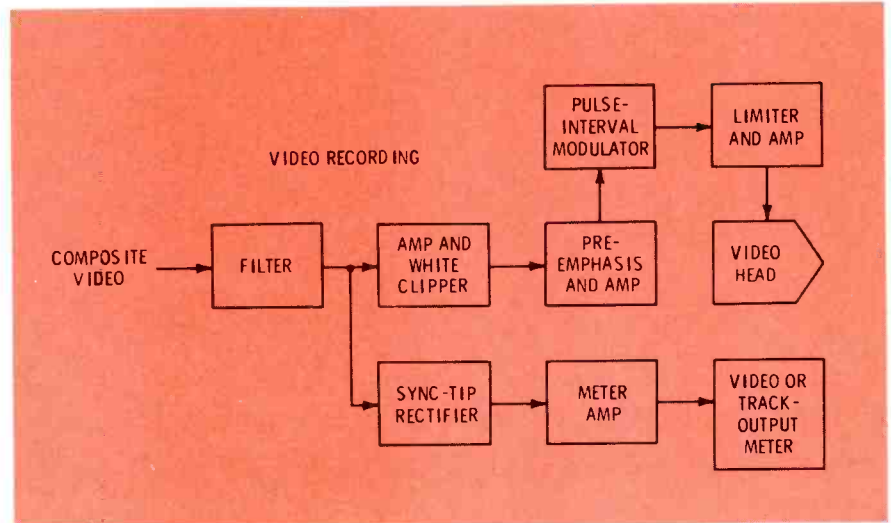 VIDEO RECORDING
COMPOSITE
VIDEO
FILTER
AMP AND
WHITE
CLIPPER
PRE-
EMPHASIS
AND AMP
PULSE-
INTERVAL
MODULATOR
LIMITER
AND AMP
VIDEO
HEAD
SYNC-TIP
RECTIFIER
METER
AMP
VIDEO OR
TRACK-
OUTPUT
METER